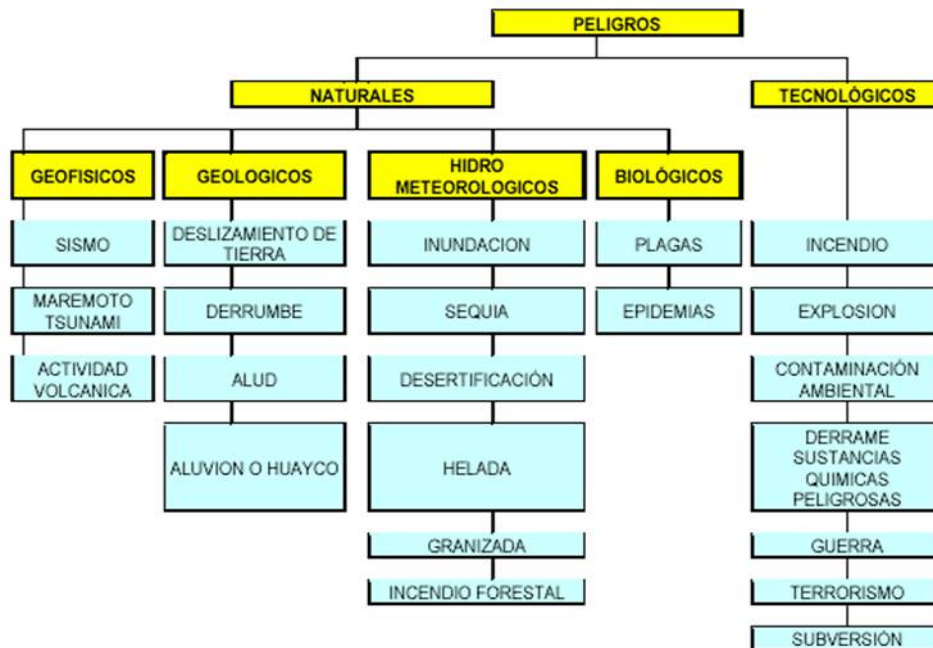 PELIGROS
NATURALES
TECNOLÓGICOS
GEOFISICOS
GEOLOGICOS
HIDRO
METEOROLOGICOS
BIOLÓGICOS
SISMO
DESLIZAMIENTO DE
TIERRA
INUNDACION
PLAGAS
INCENDIO
MAREMOTO
TSUNAMI
DERRUMBE
SEQUIA
EPIDEMIAS
EXPLOSION
ACTIVIDAD
VOLCANICA
ALUD
DESERTIFICACIÓN
CONTAMINACIÓN
AMBIENTAL
ALUVION O HUAYCO
HELADA
DERRAME
SUSTANCIAS
QUIMICAS
PELIGROSAS
GRANIZADA
GUERRA
INCENDIO FORESTAL
TERRORISMO
SUBVERSIÓN